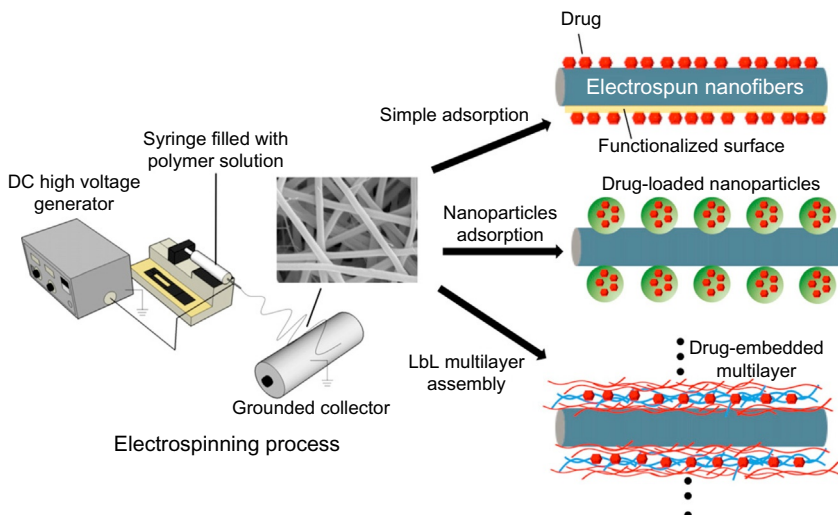 Drug
Electrospun nanofibers
Simple adsorption
Functionalized surface
Syringe filled with
polymer solution
DC high voltage
generator
Drug-loaded nanoparticles
Nanoparticles
adsorption
LbL multilayer
assembly
Drug-embedded
multilayer
Grounded collector
Electrospinning process